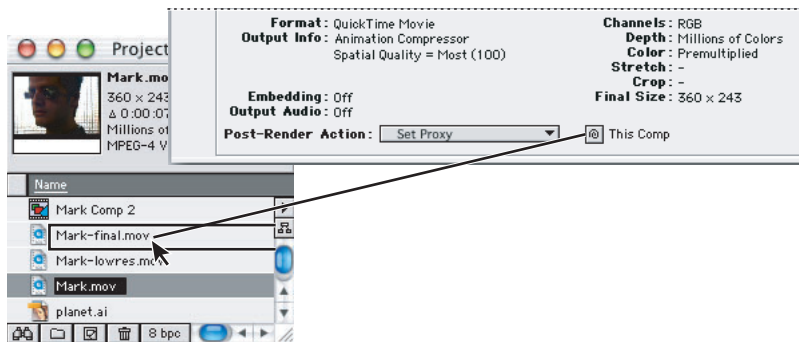 Format: QuickTime Movie
Output Info: Animation Compressor
Spatial Quality = Most (100)
Embedding: Off
Output Audio: Off
Post-Render Action: Set Proxy
This Comp
Channels: RGB
Depth: Millions of Colors
Color: Premultiplied
Stretch: -
Crop: -
Final Size: 360 x 243
Project
Mark.mo
360 x 243
Δ 0:00:07
Millions of
MPEG-4 V
Name
Mark Comp 2
Mark-final.mov
Mark-lowres.mov
Mark.mov
planet.ai
8 bpc